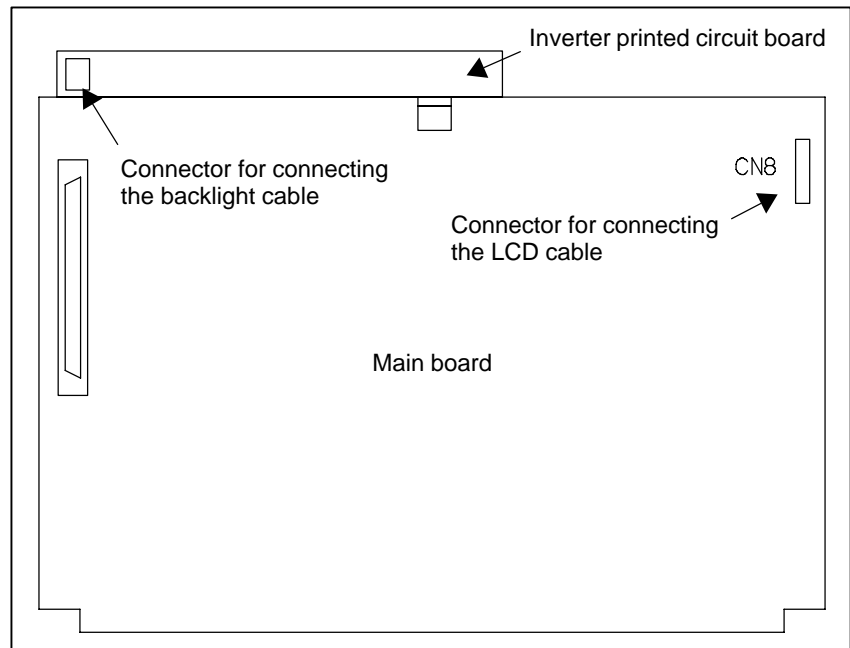 Inverter printed circuit board
Connector for connecting
the backlight cable
CN8
Connector for connecting
the LCD cable
Main board